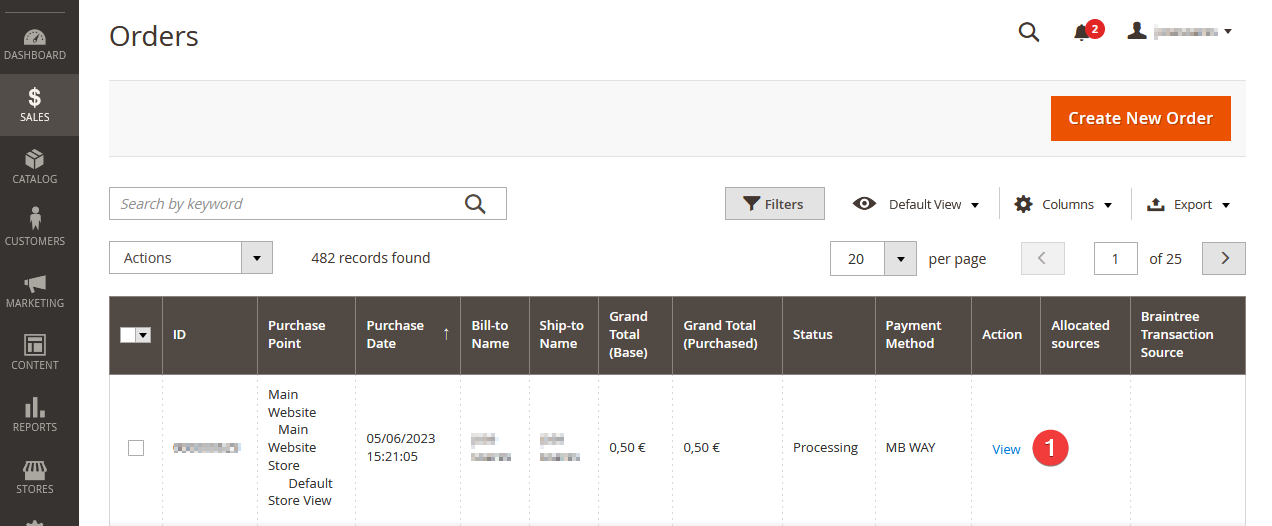 Orders
2
DASHBOARD
$
SALES
CATALOG
CUSTOMERS
MARKETING
CONTENT
REPORTS
STORES
Create New Order
Search by keyword
Filters
Default View
Columns
Export
Actions
482 records found
20
per page
1
of 25
ID
Purchase
Point
Purchase
Date
↑
Bill-to
Name
Ship-to
Name
Grand
Total
(Base)
Grand Total
(Purchased)
Status
Payment
Method
Action
Allocated
sources
Braintree
Transaction
Source
Main
Website
Main
Website
Store
Default
Store View
05/06/2023
15:21:05
0,50 €
0,50 €
Processing
MB WAY
View
1